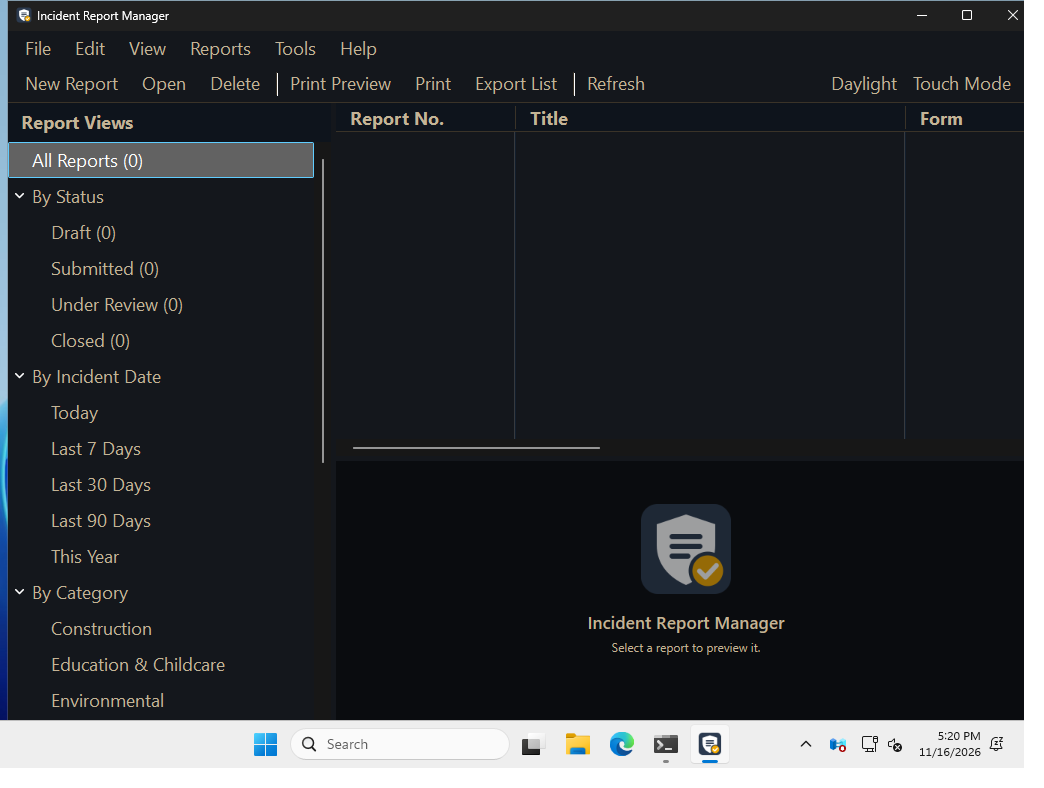 Incident Report Manager
File Edit View Reports Tools Help
New Report Open Delete Print Preview Print Export List Refresh Daylight Touch Mode
Report Views
Report No. Title Form
All Reports (0)
By Status
Draft (0)
Submitted (0)
Under Review (0)
Closed (0)
By Incident Date
Today
Last 7 Days
Last 30 Days
Last 90 Days
This Year
By Category
Construction
Education & Childcare
Environmental
Incident Report Manager
Select a report to preview it.
Search
5:20 PM
11/16/2026